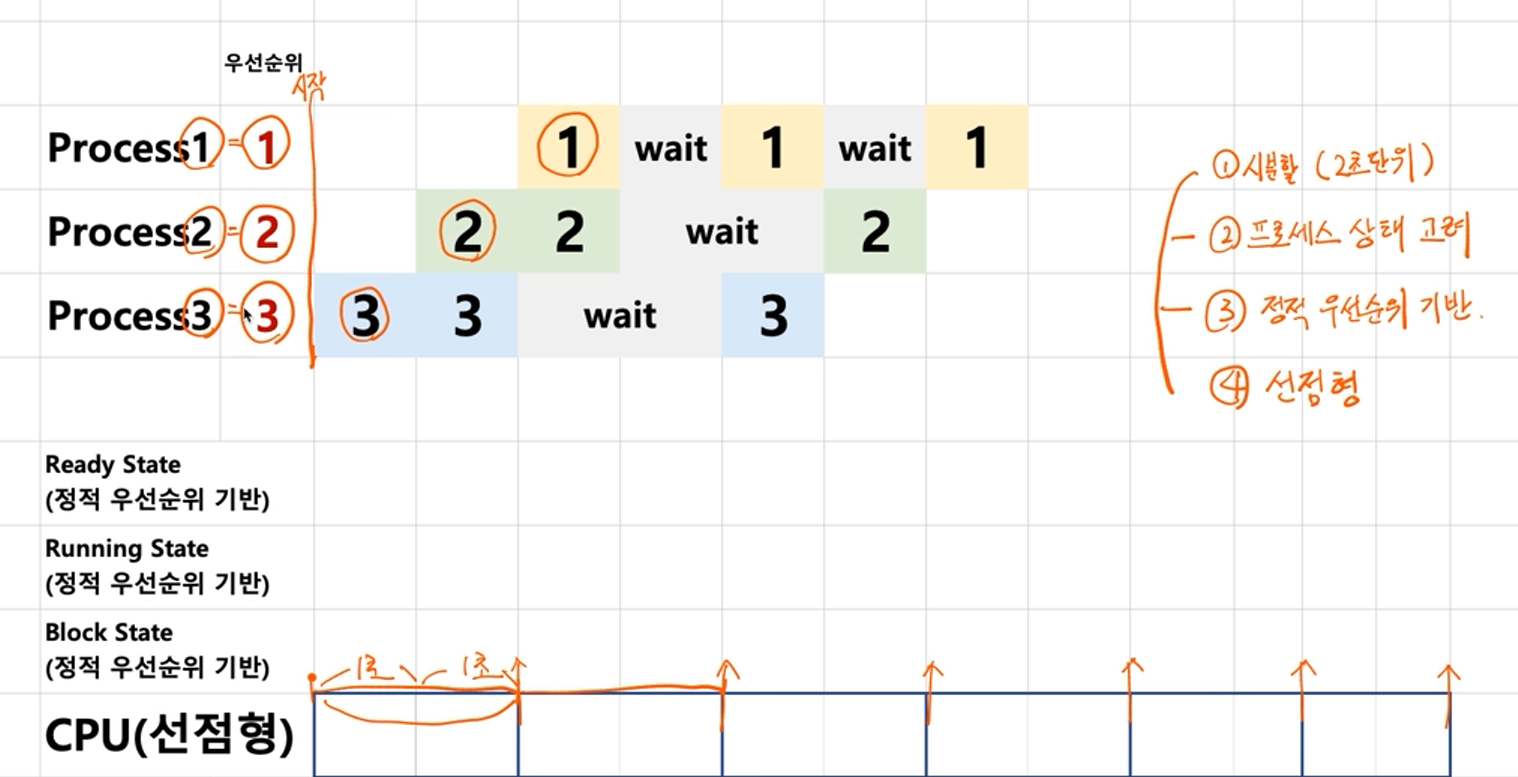 우선순위
시작
Process1 = 1
1 wait 1 wait 1
Process2 = 2
2 2 wait 2
Process3 = 3
3 3 wait 3
① 시분할 (2초단위)
② 프로세스 상태 고려
③ 정적 우선순위 기반.
④ 선점형
Ready State
(정적 우선순위 기반)
Running State
(정적 우선순위 기반)
Block State
(정적 우선순위 기반)
1초 1초
CPU(선점형)